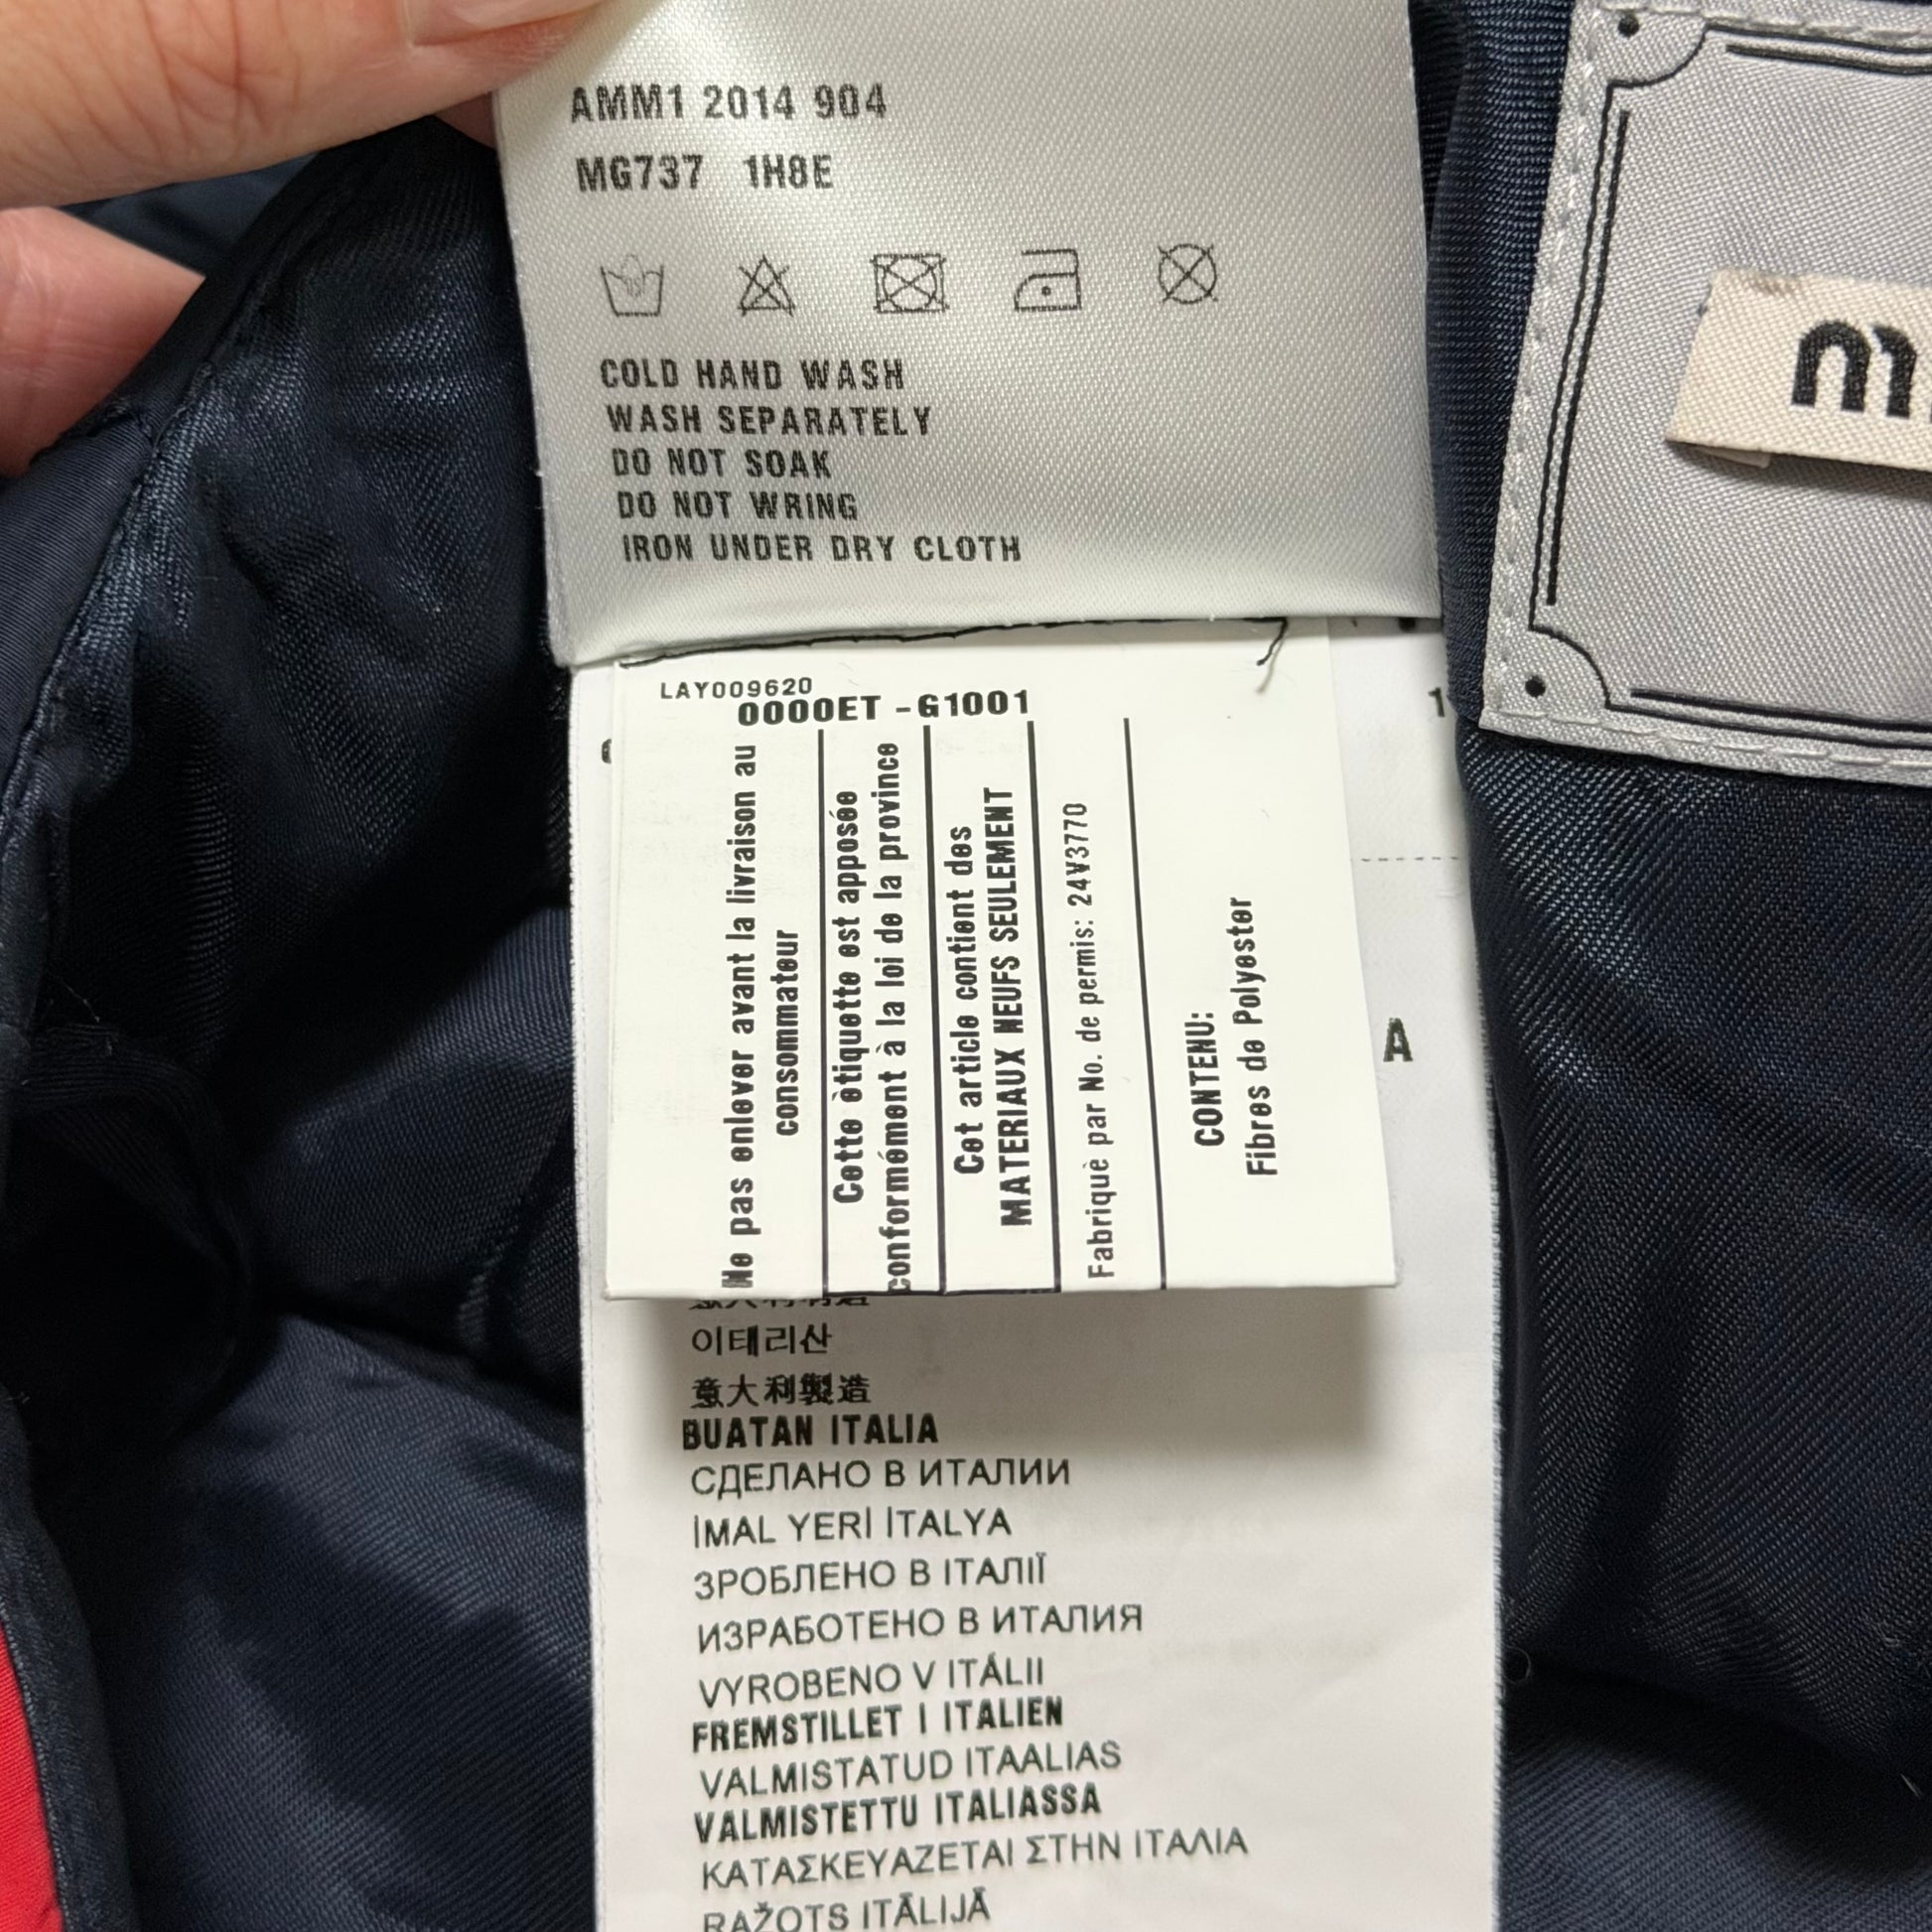 AMM1 2014 904
MG737 1H8E
COLD HAND WASH
WASH SEPARATELY
DO NOT SOAK
DO NOT WRING
IRON UNDER DRY CLOTH
m
LAY009620
0000ET -G1001
Ne pas enlever avant la livraison au
consommateur
Cette ètiquette est apposée
conformément à la loi de la province
Cet article contient des
MATERIAUX NEUFS SEULEMENT
Fabriquè par No. de permis: 24V3770
CONTENU:
Fibres de Polyester
A
이태리산
意大利製造
BUATAN ITALIA
СДЕЛАНО В ИТАЛИИ
İMAL YERİ İTALYA
ЗРОБЛЕНО В ІТАЛІЇ
ИЗРАБОТЕНО В ИТАЛИЯ
VYROBENO V ITÁLII
FREMSTILLET I ITALIEN
VALMISTATUD ITAALIAS
VALMISTETTU ITALIASSA
ΚΑΤΑΣΚΕΥΑΖΕΤΑΙ ΣΤΗΝ ΙΤΑΛΙΑ
RAŽOTS ITĀLIJĀ